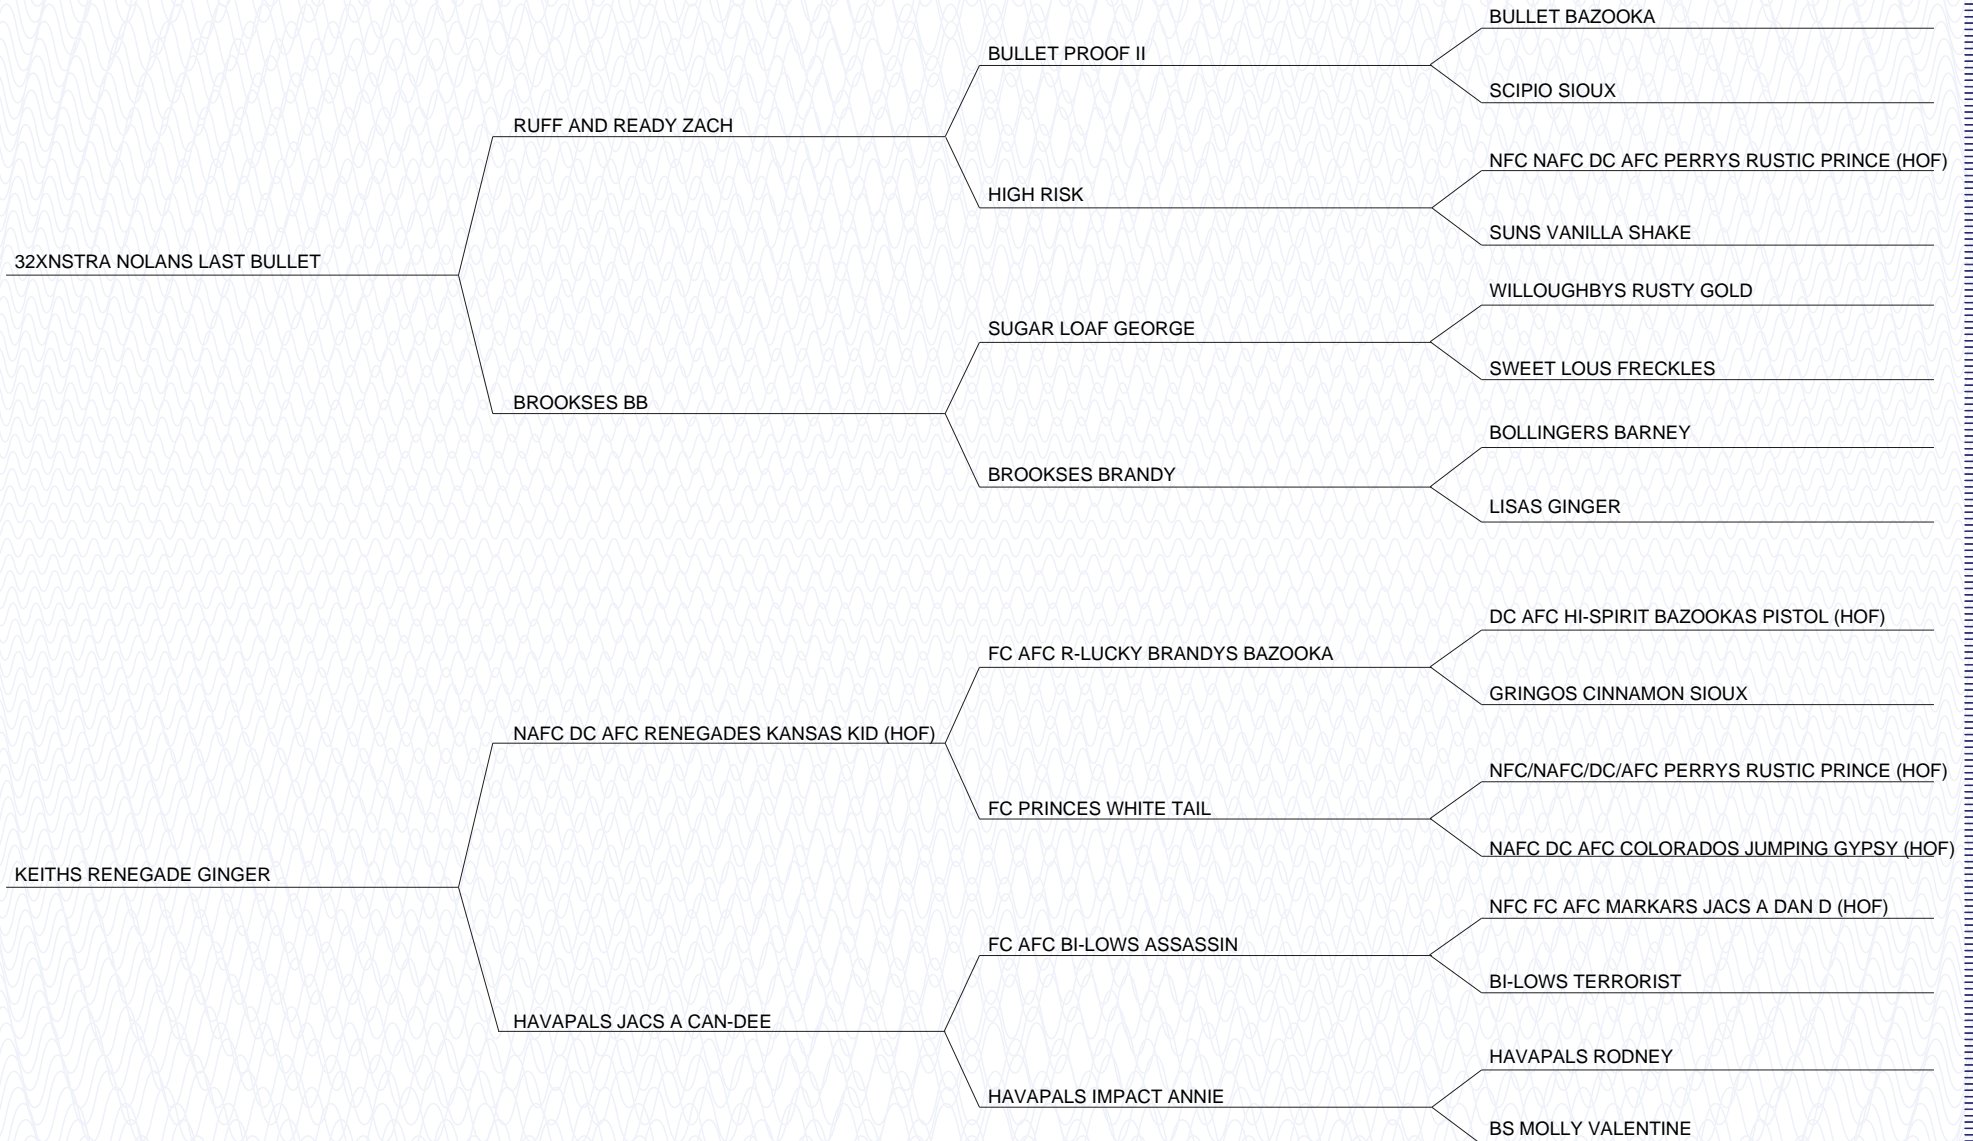 BULLET BAZOOKA
BULLET PROOF II
SCIPIO SIOUX
RUFF AND READY ZACH
NFC NAFC DC AFC PERRYS RUSTIC PRINCE (HOF)
HIGH RISK
SUNS VANILLA SHAKE
32XNSTRA NOLANS LAST BULLET
WILLOUGHBYS RUSTY GOLD
SUGAR LOAF GEORGE
SWEET LOUS FRECKLES
BROOKSES BB
BOLLINGERS BARNEY
BROOKSES BRANDY
LISAS GINGER
DC AFC HI-SPIRIT BAZOOKAS PISTOL (HOF)
FC AFC R-LUCKY BRANDYS BAZOOKA
GRINGOS CINNAMON SIOUX
NAFC DC AFC RENEGADES KANSAS KID (HOF)
NFC/NAFC/DC/AFC PERRYS RUSTIC PRINCE (HOF)
FC PRINCES WHITE TAIL
NAFC DC AFC COLORADOS JUMPING GYPSY (HOF)
KEITHS RENEGADE GINGER
NFC FC AFC MARKARS JACS A DAN D (HOF)
FC AFC BI-LOWS ASSASSIN
BI-LOWS TERRORIST
HAVAPALS JACS A CAN-DEE
HAVAPALS RODNEY
HAVAPALS IMPACT ANNIE
BS MOLLY VALENTINE